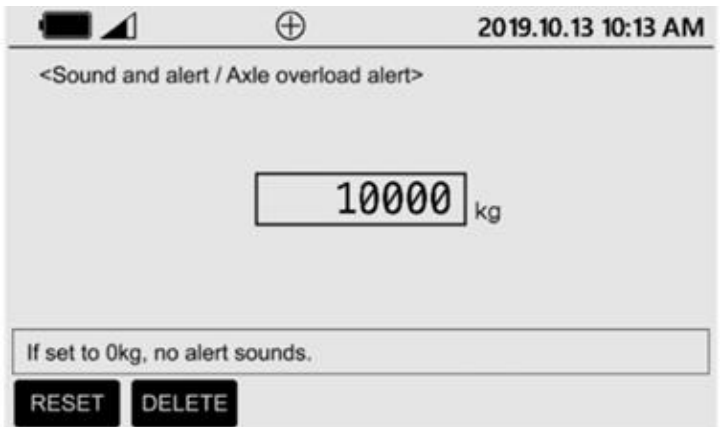 2019.10.13 10:13 AM
<Sound and alert / Axle overload alert>
10000 kg
If set to 0kg, no alert sounds.
RESET DELETE